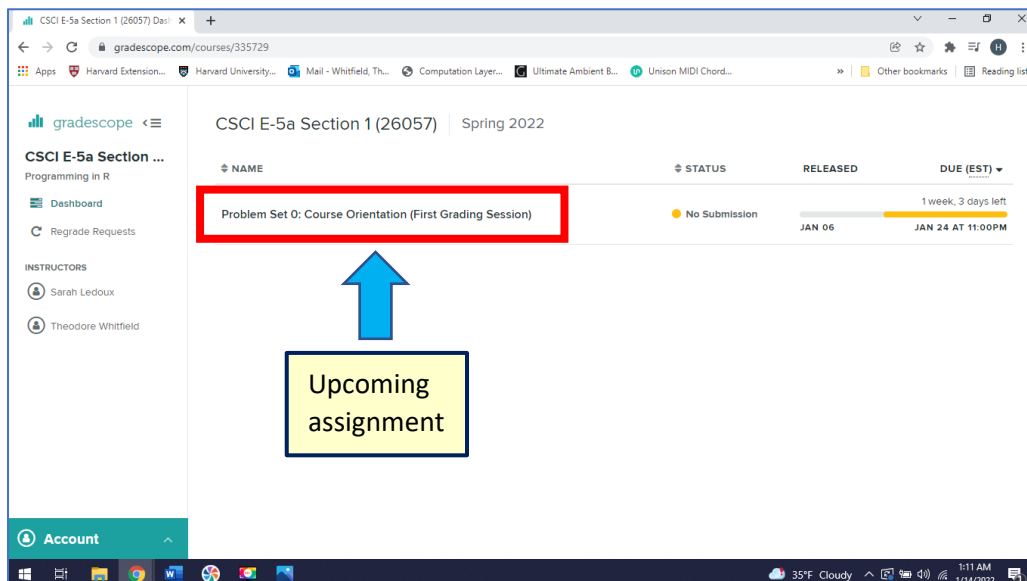 CSCI E-5a Section 1 (26057) Das
gradescope.com/courses/335729
H
Apps Harvard Extension... Harvard University... Mail - Whitfield, Th... Computation Layer... Ultimate Ambient B... Unison MIDI Chord... » Other bookmarks Reading list
gradescope
CSCI E-5a Section 1 (26057) Spring 2022
CSCI E-5a Section ...
Programming in R
NAME STATUS RELEASED DUE (EST)
Dashboard
Regrade Requests
Problem Set 0: Course Orientation (First Grading Session) No Submission 1 week, 3 days left
JAN 06 JAN 24 AT 11:00PM
INSTRUCTORS
Sarah Ledoux
Theodore Whitfield
Upcoming
assignment
Account
35°F Cloudy 1:11 AM
1/14/2022